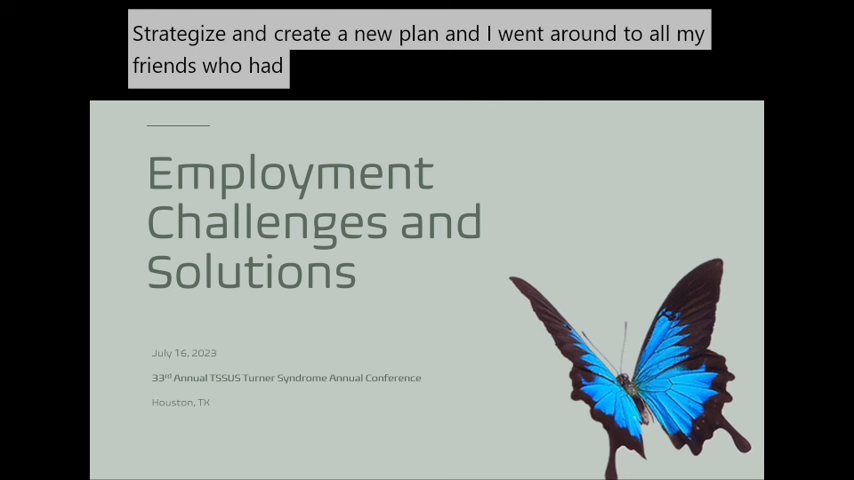 Strategize and create a new plan and I went around to all my
friends who had
Employment
Challenges and
Solutions
July 16, 2023
33rd Annual TSSUS Turner Syndrome Annual Conference
Houston, TX